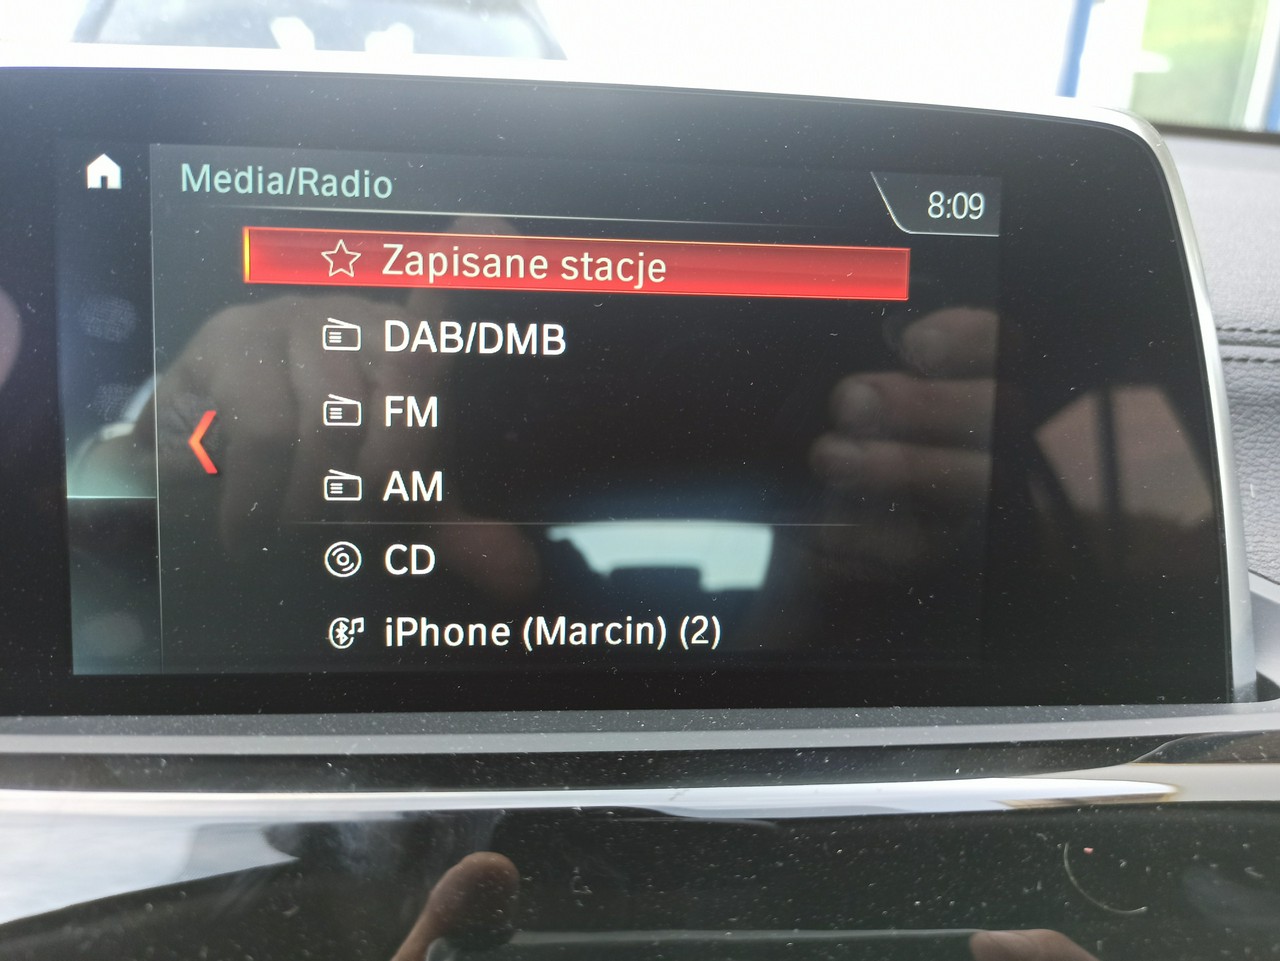 Media/Radio
8:09
Zapisane stacje
DAB/DMB
FM
AM
CD
iPhone (Marcin) (2)